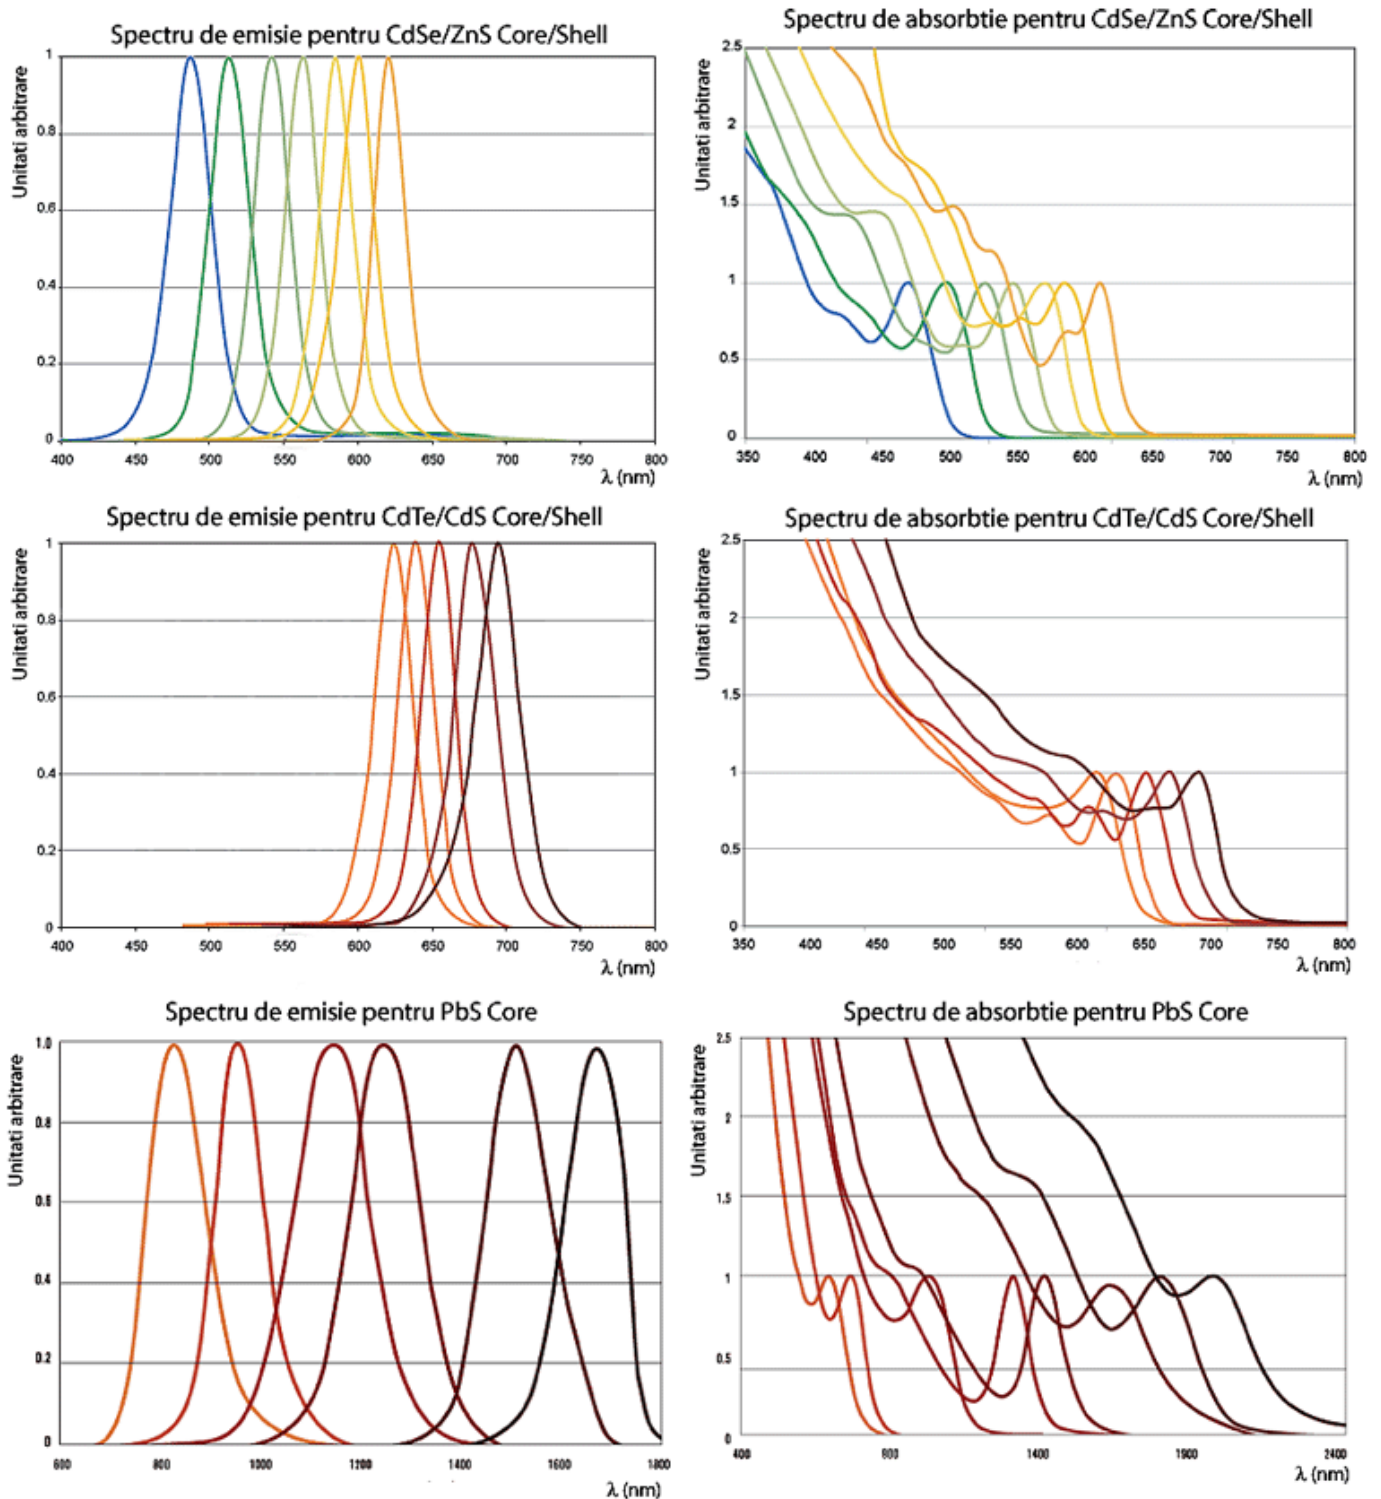 Spectru de emisie pentru CdSe/ZnS Core/Shell
Unitati arbitrare
1
0.8
0.6
0.4
0.2
0
400 450 500 550 600 650 700 750 800
λ (nm)
Spectru de absorbtie pentru CdSe/ZnS Core/Shell
Unitati arbitrare
2.5
2
1.5
1
0.5
0
350 400 450 500 550 600 650 700 750 800
λ (nm)
Spectru de emisie pentru CdTe/CdS Core/Shell
Unitati arbitrare
1
0.8
0.6
0.4
0.2
0
400 450 500 550 600 650 700 750 800
λ (nm)
Spectru de absorbtie pentru CdTe/CdS Core/Shell
Unitati arbitrare
2.5
2
1.5
1
0.5
0
350 400 450 500 550 600 650 700 750 800
λ (nm)
Spectru de emisie pentru PbS Core
Unitati arbitrare
1.0
0.8
0.6
0.4
0.2
0
600 800 1000 1200 1400 1600 1800
λ (nm)
Spectru de absorbtie pentru PbS Core
Unitati arbitrare
2.5
2
1.5
1
0.5
0
400 800 1400 1900 2400
λ (nm)